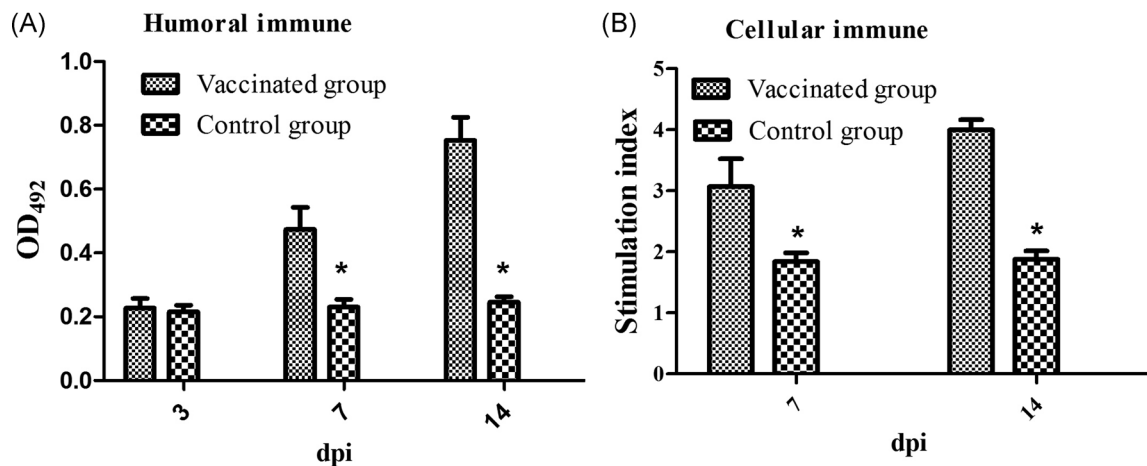 (A)
Humoral immune
1.0
0.8
0.6
0.4
0.2
0.0
OD492
Vaccinated group
Control group
*
*
3
7
14
dpi
(B)
Cellular immune
5
4
3
2
1
0
Stimulation index
Vaccinated group
Control group
*
*
7
14
dpi